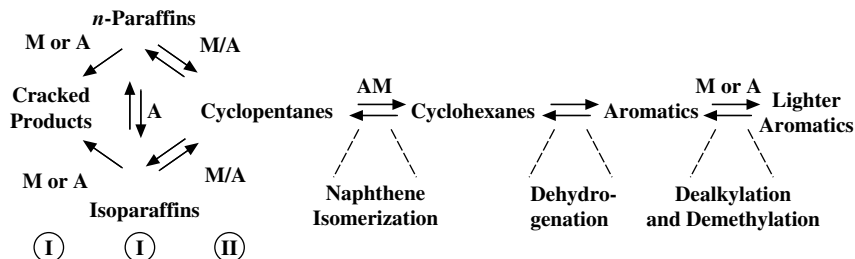 n-Paraffins
M or A
M/A
Cracked
Products
A
Cyclopentanes
AM
Cyclohexanes
Aromatics
M or A
Lighter
Aromatics
M or A
M/A
Isoparaffins
Naphthene
Isomerization
Dehydro-
genation
Dealkylation
and Demethylation
I
I
II